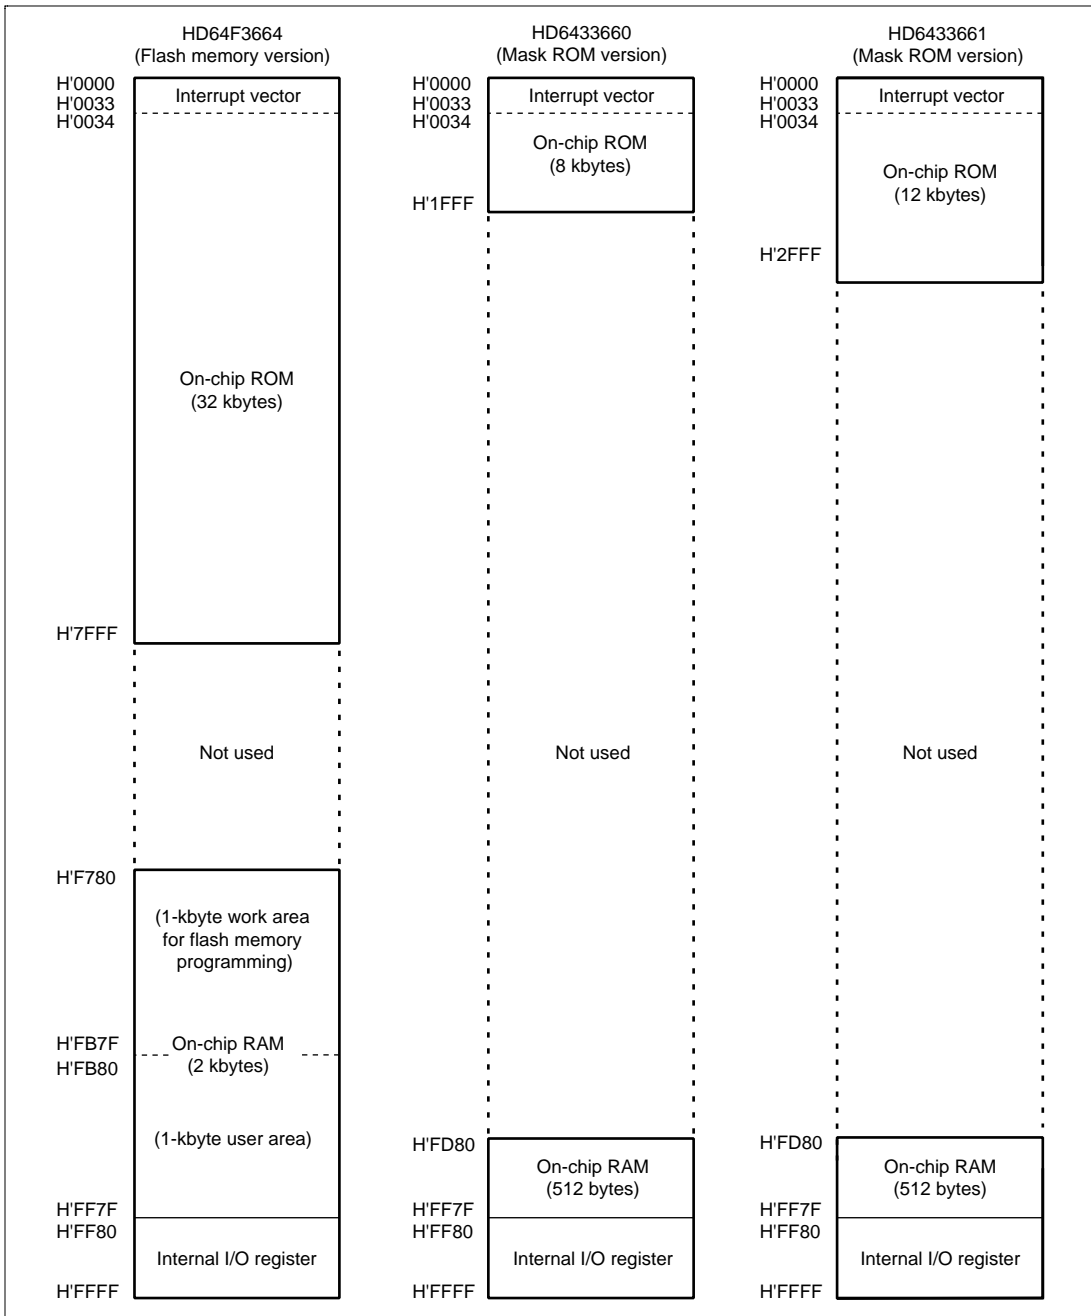 HD64F3664
(Flash memory version)
H'0000
H'0033
H'0034
Interrupt vector
On-chip ROM
(32 kbytes)
H'7FFF
Not used
H'F780
(1-kbyte work area
for flash memory
programming)
H'FB7F
H'FB80
On-chip RAM
(2 kbytes)
(1-kbyte user area)
H'FF7F
H'FF80
Internal I/O register
H'FFFF
HD6433660
(Mask ROM version)
H'0000
H'0033
H'0034
Interrupt vector
On-chip ROM
(8 kbytes)
H'1FFF
Not used
H'FD80
On-chip RAM
(512 bytes)
H'FF7F
H'FF80
Internal I/O register
H'FFFF
HD6433661
(Mask ROM version)
H'0000
H'0033
H'0034
Interrupt vector
On-chip ROM
(12 kbytes)
H'2FFF
Not used
H'FD80
On-chip RAM
(512 bytes)
H'FF7F
H'FF80
Internal I/O register
H'FFFF